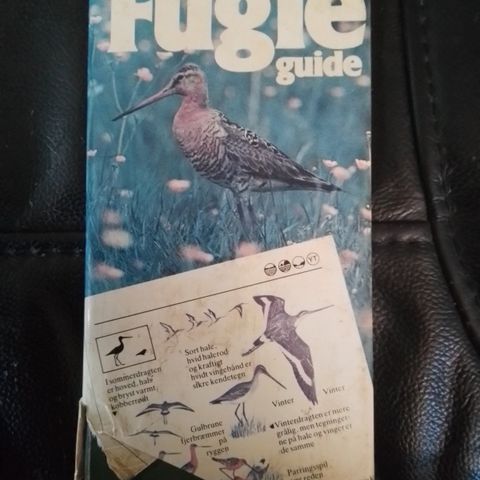 Fugle
guide
YT
Sort hale,
hvid halerod
og kraftigt
hvidt vingebånd er
sikre kendetegn
I sommerdragten
er hoved, hals
og bryst varmt
kobberrødt
Gulbrune
fjerbræmmer
på
ryggen
Vinter
Vinter
Vinterdragten er mere
grålig, men tegninger-
ne på hale og vinger er
de samme
Parringsspil
reden